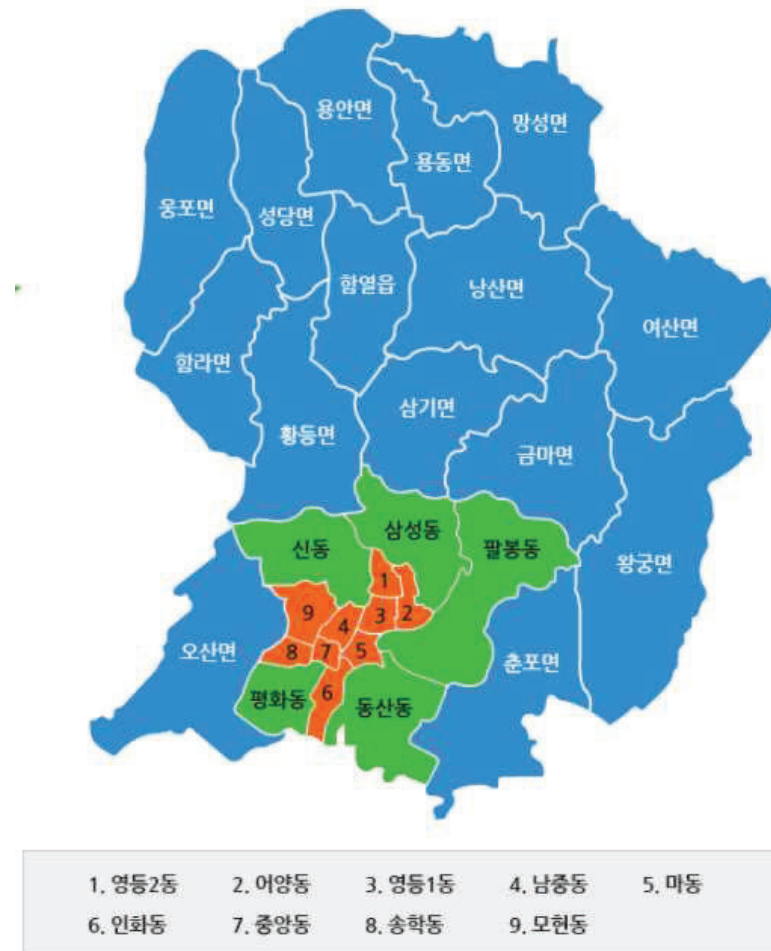 용안면
망성면
용동면
웅포면
성당면
함열읍
낭산면
여산면
함라면
삼기면
황등면
금마면
삼성동
신동
팔봉동
왕궁면
1
9
3
2
4
오산면
8
7
5
춘포면
6
평화동
동산동
1. 영등2동 2. 어양동 3. 영등1동 4. 남중동 5. 마동
6. 인화동 7. 중앙동 8. 송학동 9. 모현동